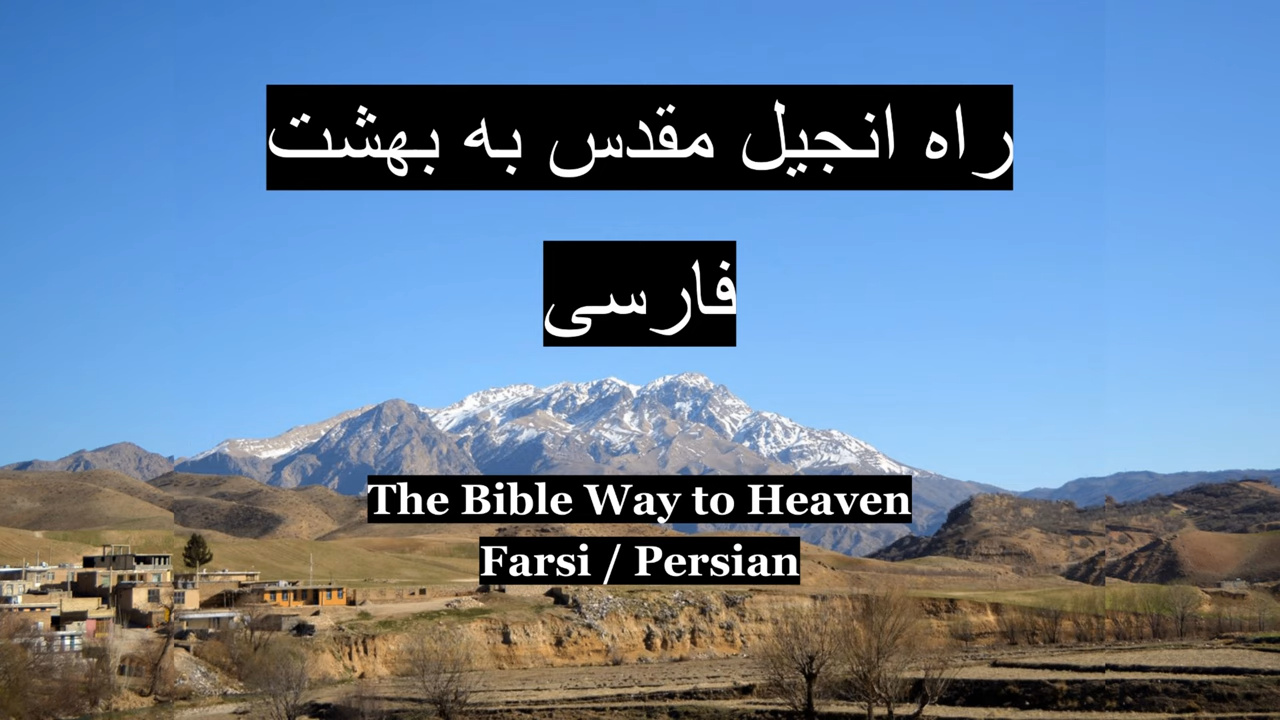 راه انجیل مقدس به بهشت
فارسی
The Bible Way to Heaven
Farsi / Persian